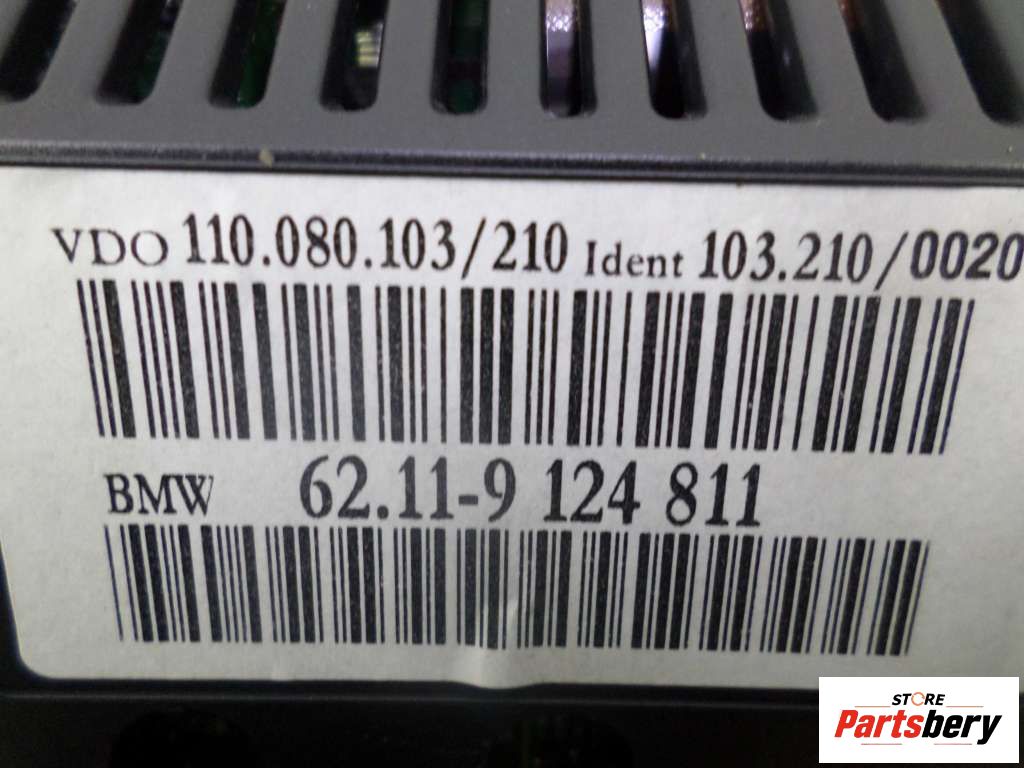 VDO 110.080.103/210 Ident 103.210/0020
BMW 62.11-9 124 811
STORE
Partsbery